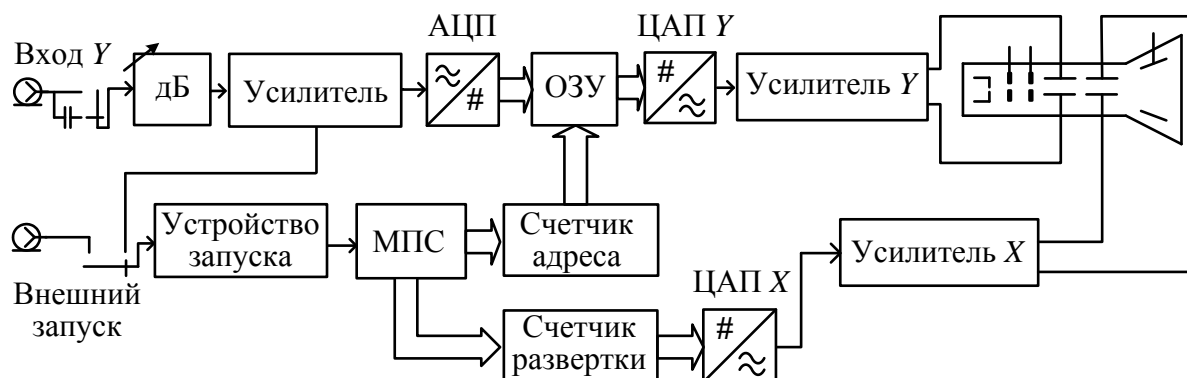 АЦП
ЦАП Y
Вход Y
дБ
Усилитель
#
ОЗУ
#
Усилитель Y
Устройство
запуска
МПС
Счетчик
адреса
Усилитель X
Внешний
запуск
ЦАП X
Счетчик
развертки
#